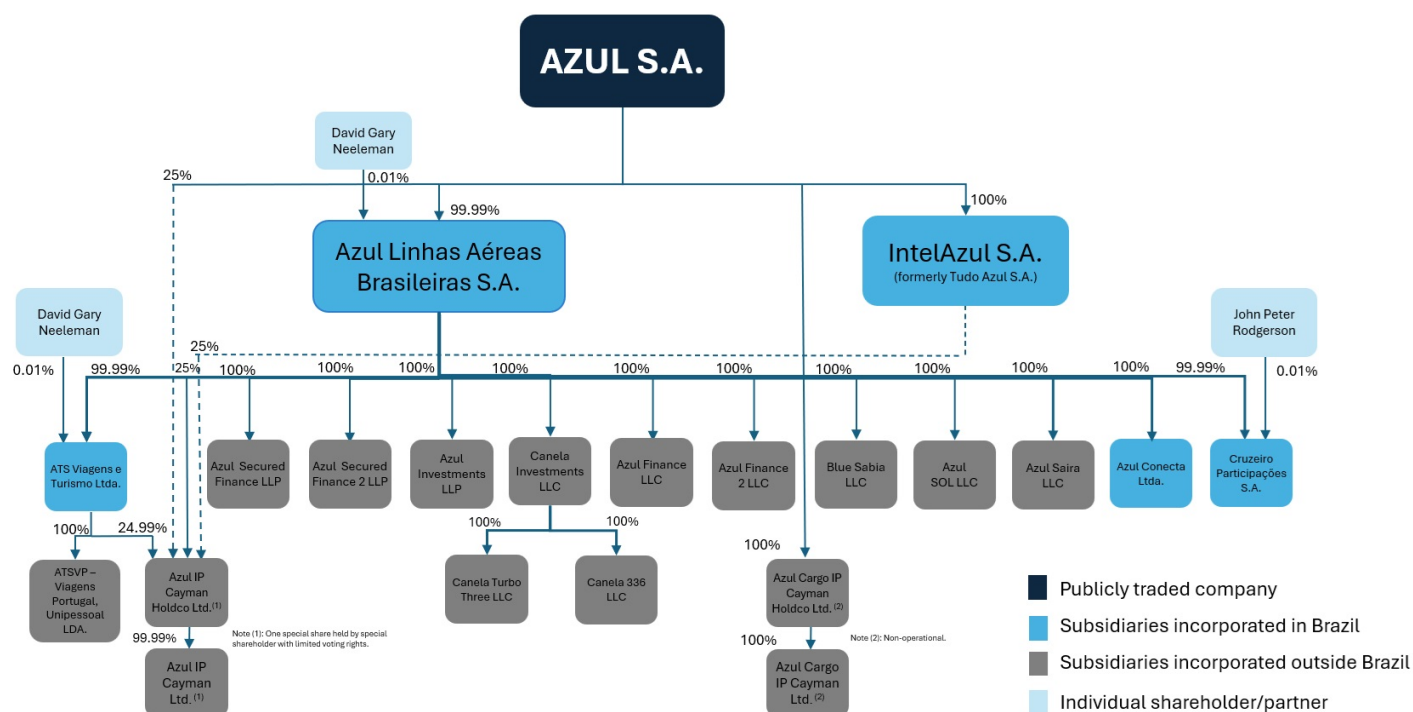 AZUL S.A.
David Gary
Neeleman
25%
0.01%
99.99%
100%
Azul Linhas Aéreas
Brasileiras S.A.
IntelAzul S.A.
(formerly Tudo Azul S.A.)
David Gary
Neeleman
John Peter
Rodgerson
25%
0.01%
99.99%
25%
100%
100%
100%
100%
100%
100%
100%
100%
100%
100%
99.99%
0.01%
ATS Viagens e
Turismo Ltda.
Azul Secured
Finance LLP
Azul Secured
Finance 2 LLP
Azul
Investments
LLP
Canela
Investments
LLC
Azul Finance
LLC
Azul Finance
2 LLC
Blue Sabia
LLC
Azul
SOL LLC
Azul Saira
LLC
Azul Conecta
Ltda.
Cruzeiro
Participações
S.A.
100%
24.99%
100%
100%
100%
ATSVP –
Viagens
Portugal,
Unipessoal
LDA.
Azul IP
Cayman
Holdco Ltd.(1)
Canela Turbo
Three LLC
Canela 336
LLC
Azul Cargo IP
Cayman
Holdco Ltd.(2)
99.99%
Note (1): One special share held by special
shareholder with limited voting rights.
100%
Note (2): Non-operational.
Azul IP
Cayman
Ltd. (1)
Azul Cargo
IP Cayman
Ltd. (2)
Publicly traded company
Subsidiaries incorporated in Brazil
Subsidiaries incorporated outside Brazil
Individual shareholder/partner